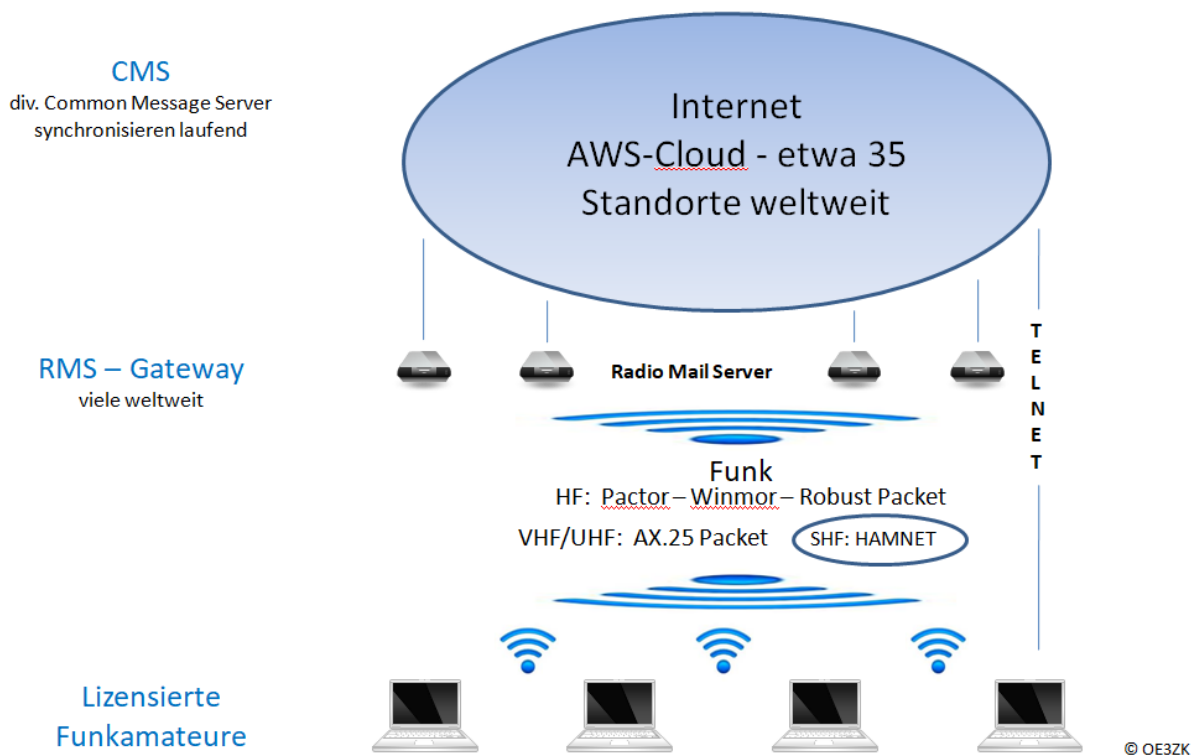 CMS
div. Common Message Server
synchronisieren laufend
Internet
AWS-Cloud - etwa 35
Standorte weltweit
RMS – Gateway
viele weltweit
Radio Mail Server
TELNET
Funk
HF: Pactor – Winmor – Robust Packet
VHF/UHF: AX.25 Packet
SHF: HAMNET
Lizensierte
Funkamateure
© OE3ZK